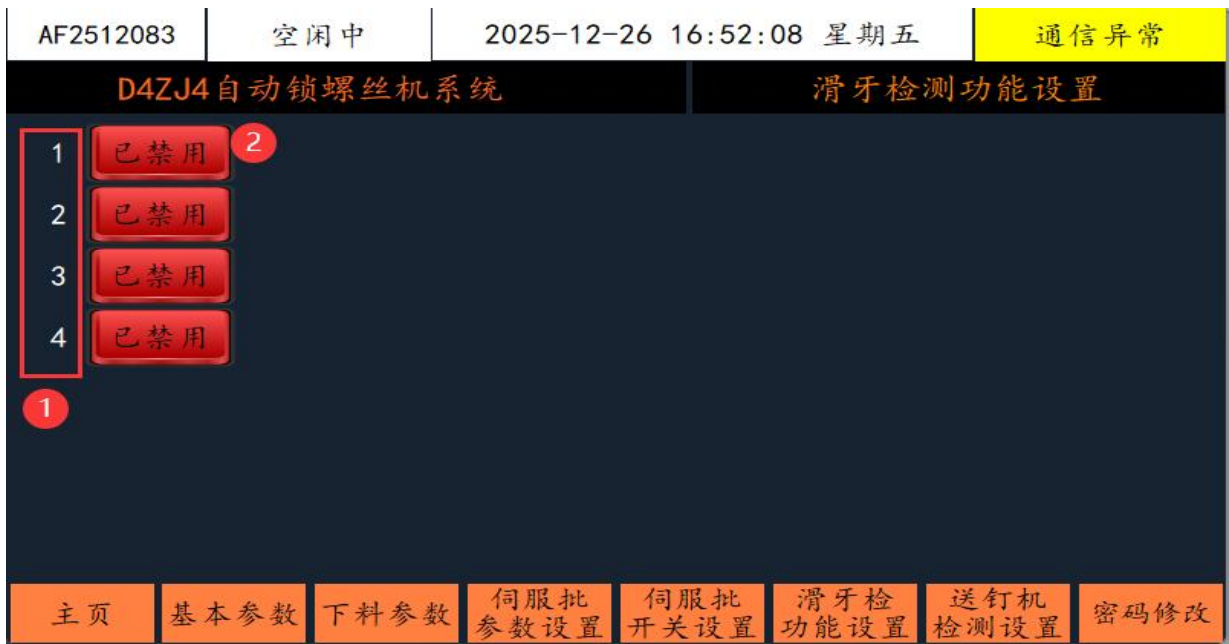 AF2512083 空闲中 2025-12-26 16:52:08 星期五 通信异常
D4ZJ4自动锁螺丝机系统 滑牙检测功能设置
1 已禁用 2
2 已禁用
3 已禁用
4 已禁用
1
主页 基本参数 下料参数 伺服批 伺服批 滑牙检 送钉机 密码修改
参数设置 开关设置 功能设置 检测设置